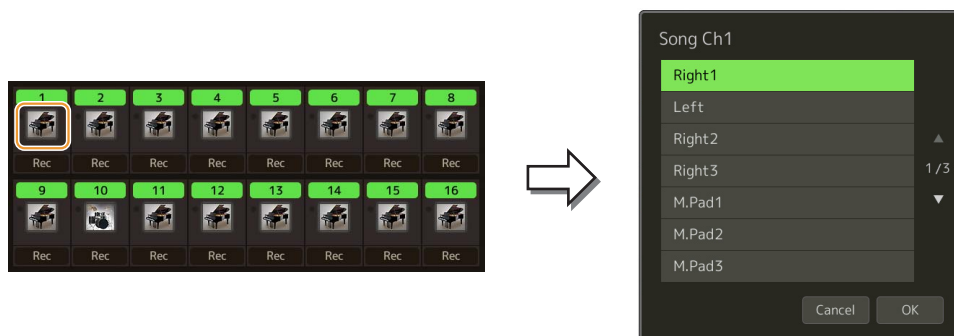 1 2 3 4 5 6 7 8
Rec Rec Rec Rec Rec Rec Rec Rec
9 10 11 12 13 14 15 16
Rec Rec Rec Rec Rec Rec Rec Rec
Song Ch1
Right1
Left
Right2
Right3
M.Pad1
M.Pad2
M.Pad3
1/3
Cancel OK